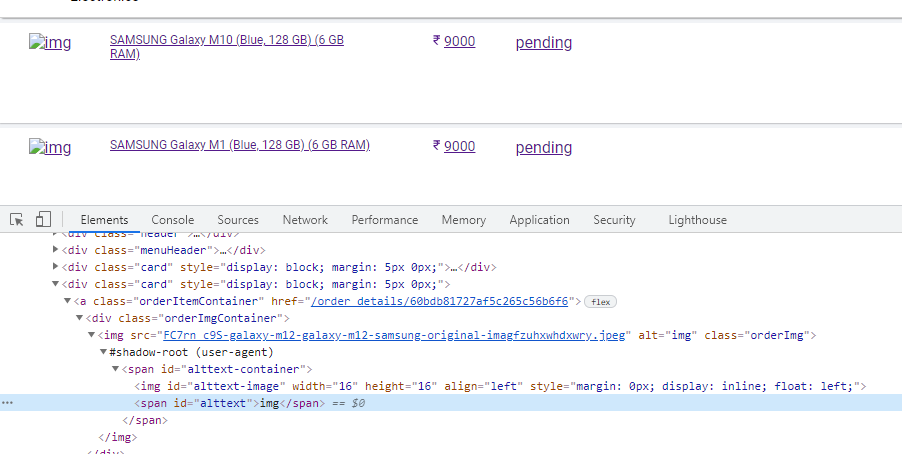 img SAMSUNG Galaxy M10 (Blue, 128 GB) (6 GB ₹ 9000 pending
RAM)
img SAMSUNG Galaxy M1 (Blue, 128 GB) (6 GB RAM) ₹ 9000 pending
Elements Console Sources Network Performance Memory Application Security Lighthouse
<div class="header">…</div>
<div class="menuHeader">…</div>
<div class="card" style="display: block; margin: 5px 0px;">…</div>
<div class="card" style="display: block; margin: 5px 0px;">
<a class="orderItemContainer" href="/order_details/60bdb81727af5c265c56b6f6"> flex
<div class="orderImgContainer">
<img src="FC7rn_c9S-galaxy-m12-galaxy-m12-samsung-original-imagfzuhxwhdxwry.jpeg" alt="img" class="orderImg">
#shadow-root (user-agent)
<span id="alttext-container">
<img id="alttext-image" width="16" height="16" align="left" style="margin: 0px; display: inline; float: left;">
… <span id="alttext">img</span> == $0
</span>
</img>